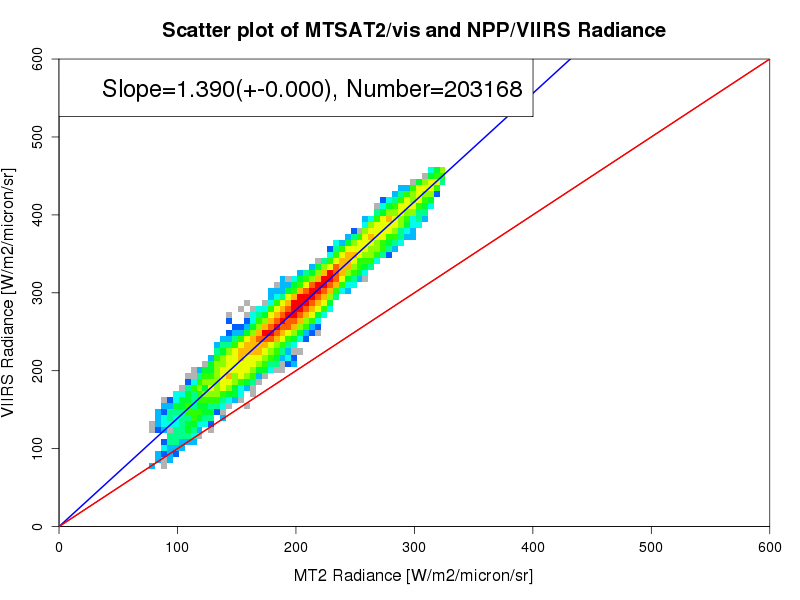 Scatter plot of MTSAT2/vis and NPP/VIIRS Radiance
Slope=1.390(+-0.000), Number=203168
VIIRS Radiance [W/m2/micron/sr]
600
500
400
300
200
100
0
0 100 200 300 400 500 600
MT2 Radiance [W/m2/micron/sr]